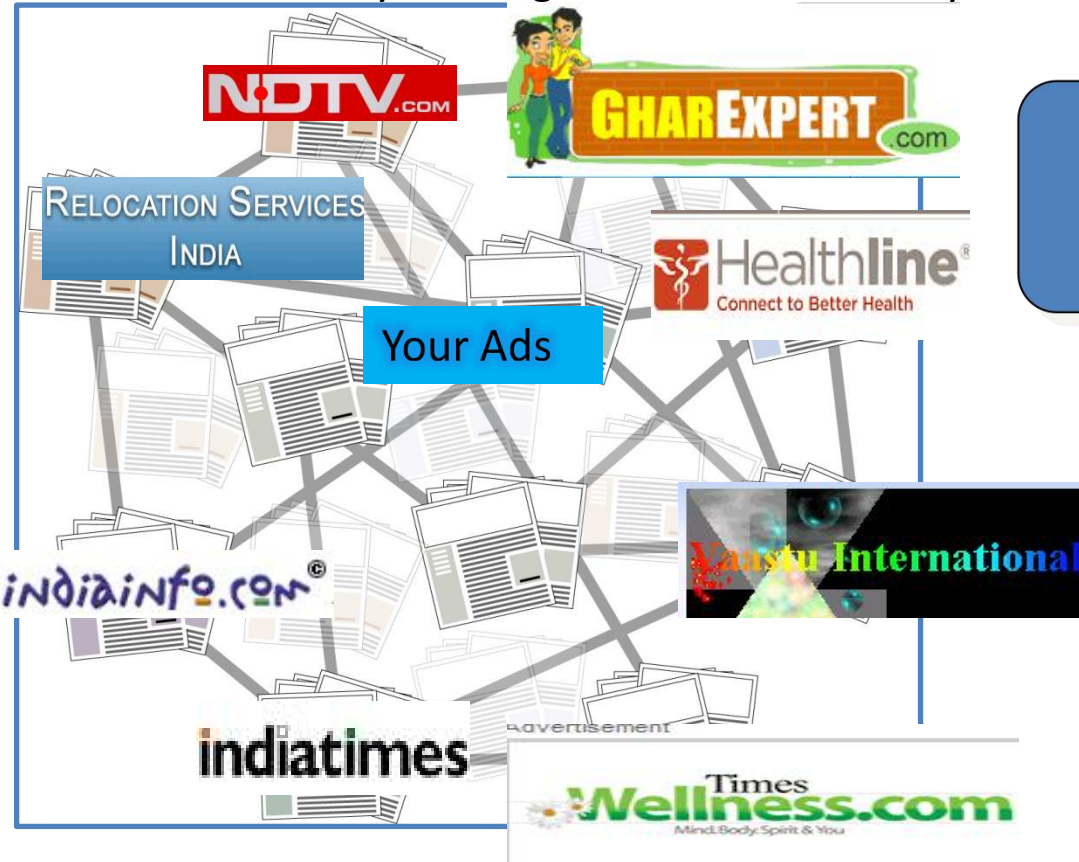 NDTV.COM
GHAREXPERT
.com
RELOCATION SERVICES
INDIA
Healthline®
Connect to Better Health
Your Ads
Vaastu International
indiainfo.com©
indiatimes
Advertisement
Times
Wellness.com
Mind.Body.Spirit & You